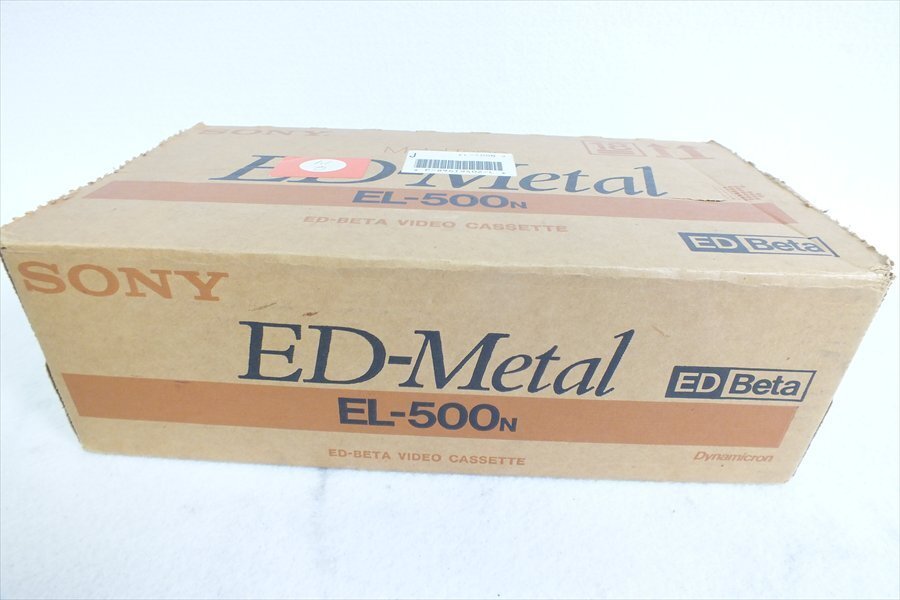 SONY
ED-Metal
EL-500N
ED-BETA VIDEO CASSETTE
ED Beta
SONY
ED-Metal
ED Beta
EL-500N
ED-BETA VIDEO CASSETTE
Dynamicron